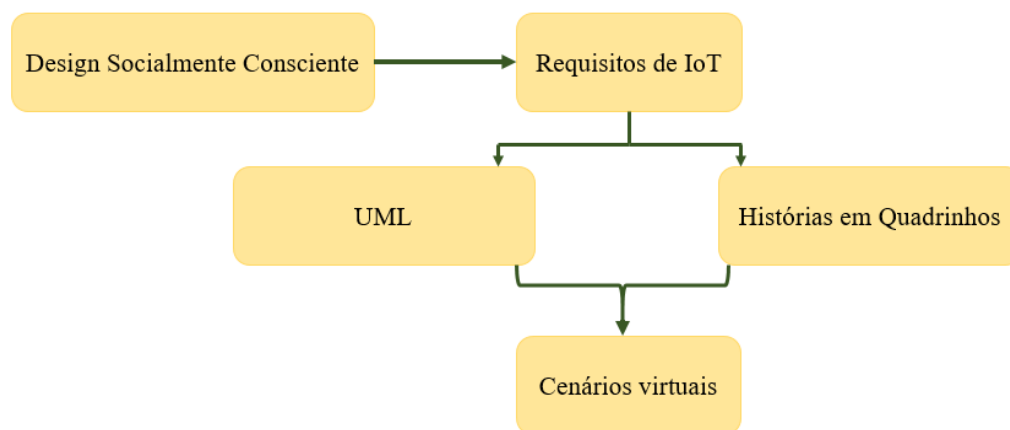 Design Socialmente Consciente
Requisitos de IoT
UML
Histórias em Quadrinhos
Cenários virtuais